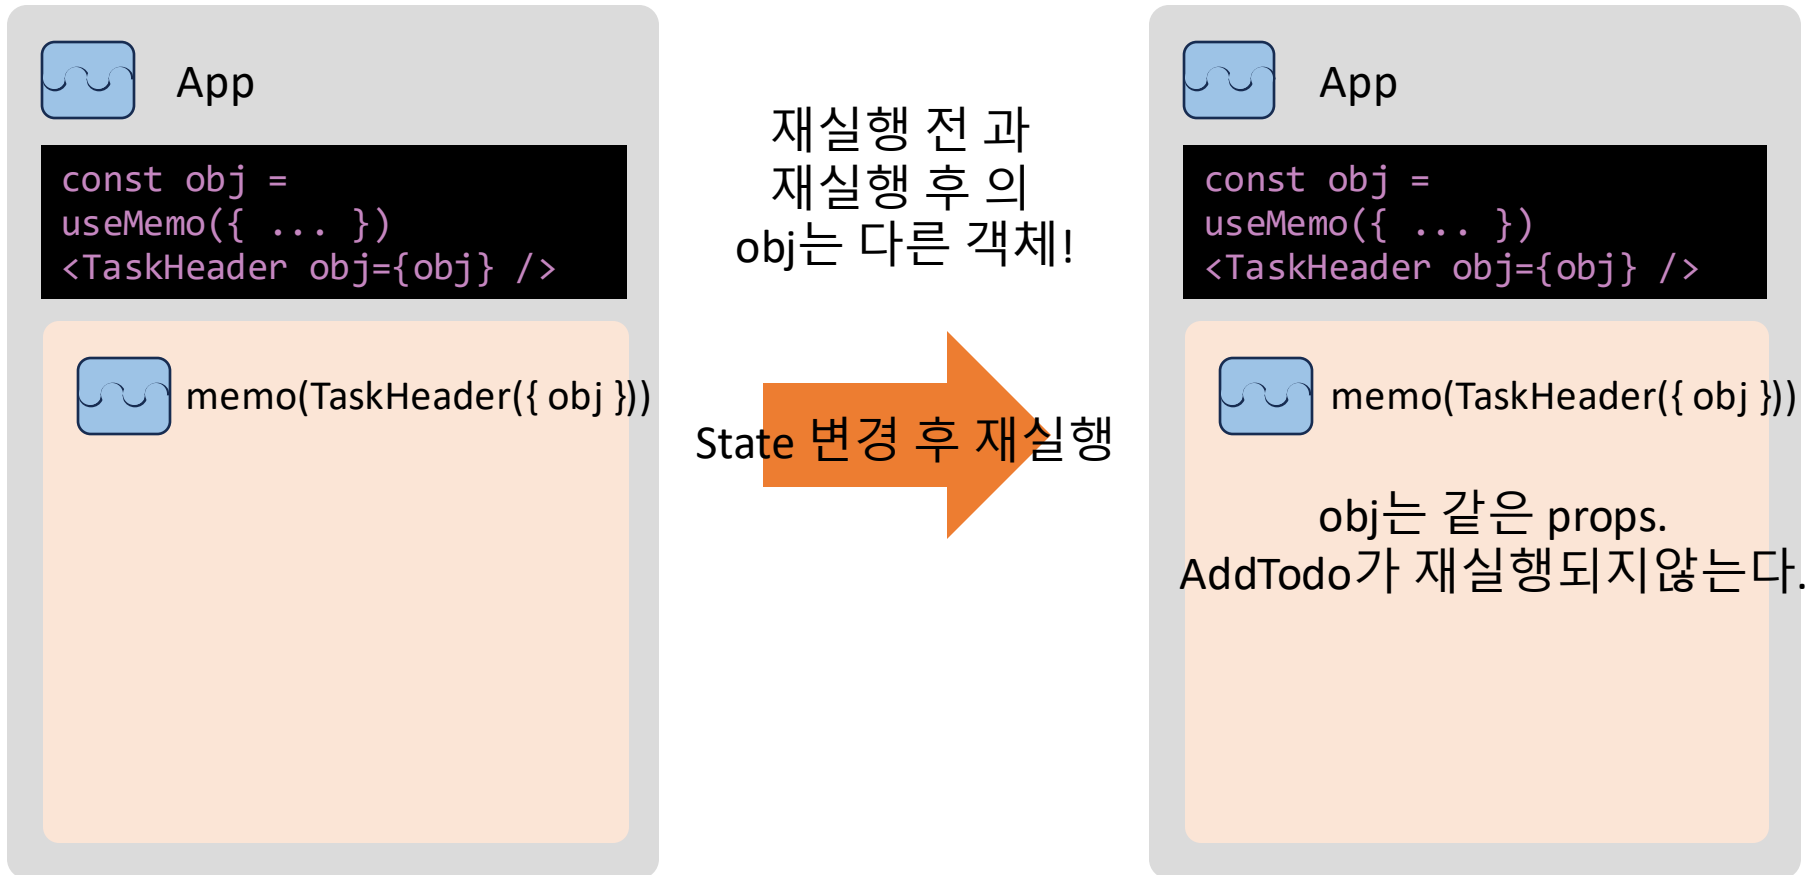 App
const obj =
useMemo({ ... })
<TaskHeader obj={obj} />
memo(TaskHeader({ obj }))
재실행 전 과
재실행 후 의
obj는 다른 객체!
State 변경 후 재실행
App
const obj =
useMemo({ ... })
<TaskHeader obj={obj} />
memo(TaskHeader({ obj }))
obj는 같은 props.
AddTodo가 재실행되지않는다.